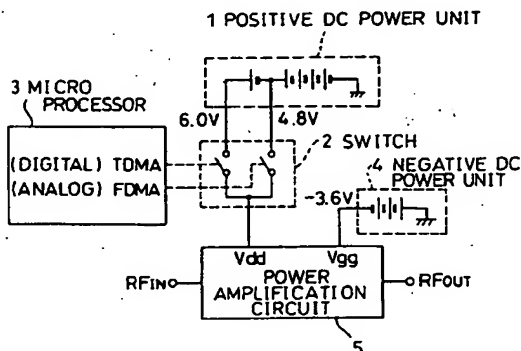 1 POSITIVE DC POWER UNIT
3 MICRO
PROCESSOR
6.0V
4.8V
2 SWITCH
(DIGITAL) TDMA
(ANALOG) FDMA
4 NEGATIVE DC
POWER UNIT
-3.6V
Vdd
Vgg
RFIN
POWER
AMPLIFICATION
CIRCUIT
RFOUT
5